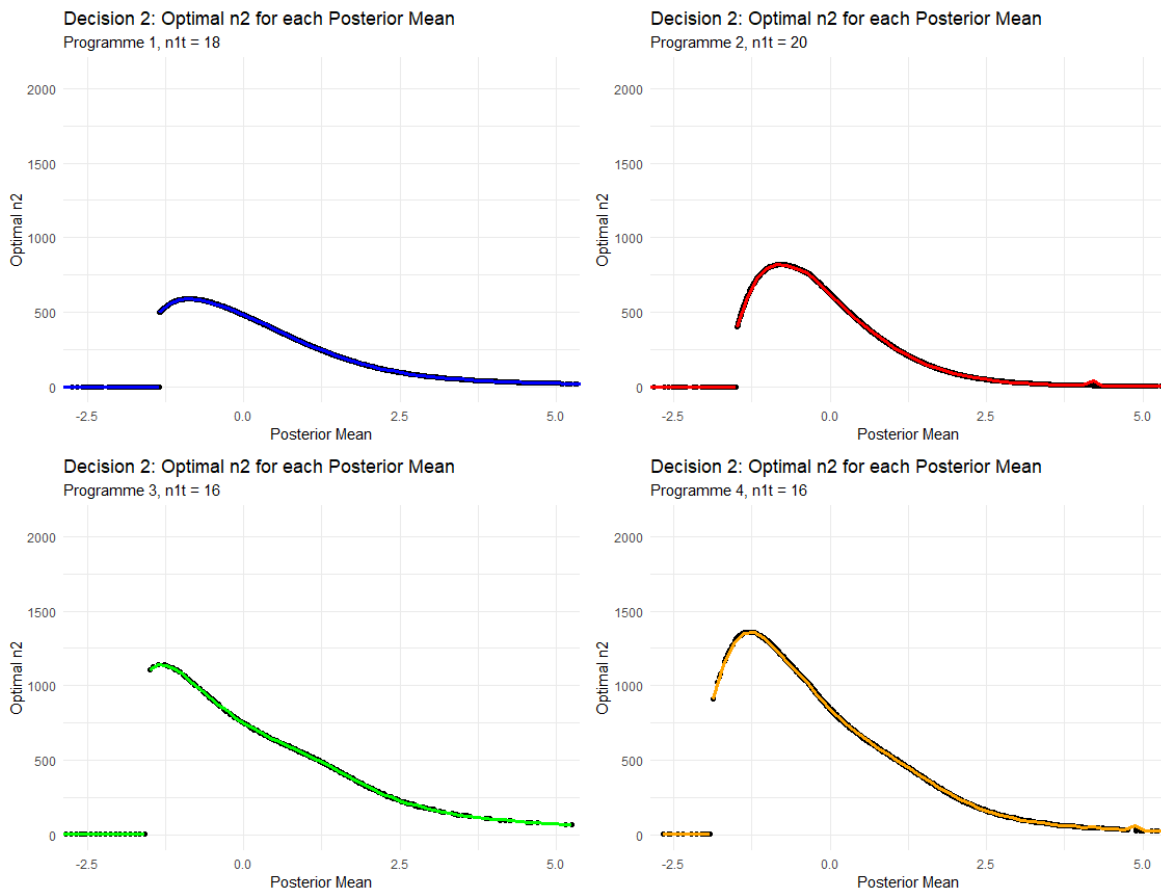 Decision 2: Optimal n2 for each Posterior Mean
Programme 1, n1t = 18
2000
1500
1000
500
0
Optimal n2
-2.5 0.0 2.5 5.0
Posterior Mean
Decision 2: Optimal n2 for each Posterior Mean
Programme 2, n1t = 20
2000
1500
1000
500
0
Optimal n2
-2.5 0.0 2.5 5.0
Posterior Mean
Decision 2: Optimal n2 for each Posterior Mean
Programme 3, n1t = 16
2000
1500
1000
500
0
Optimal n2
-2.5 0.0 2.5 5.0
Posterior Mean
Decision 2: Optimal n2 for each Posterior Mean
Programme 4, n1t = 16
2000
1500
1000
500
0
Optimal n2
-2.5 0.0 2.5 5.0
Posterior Mean